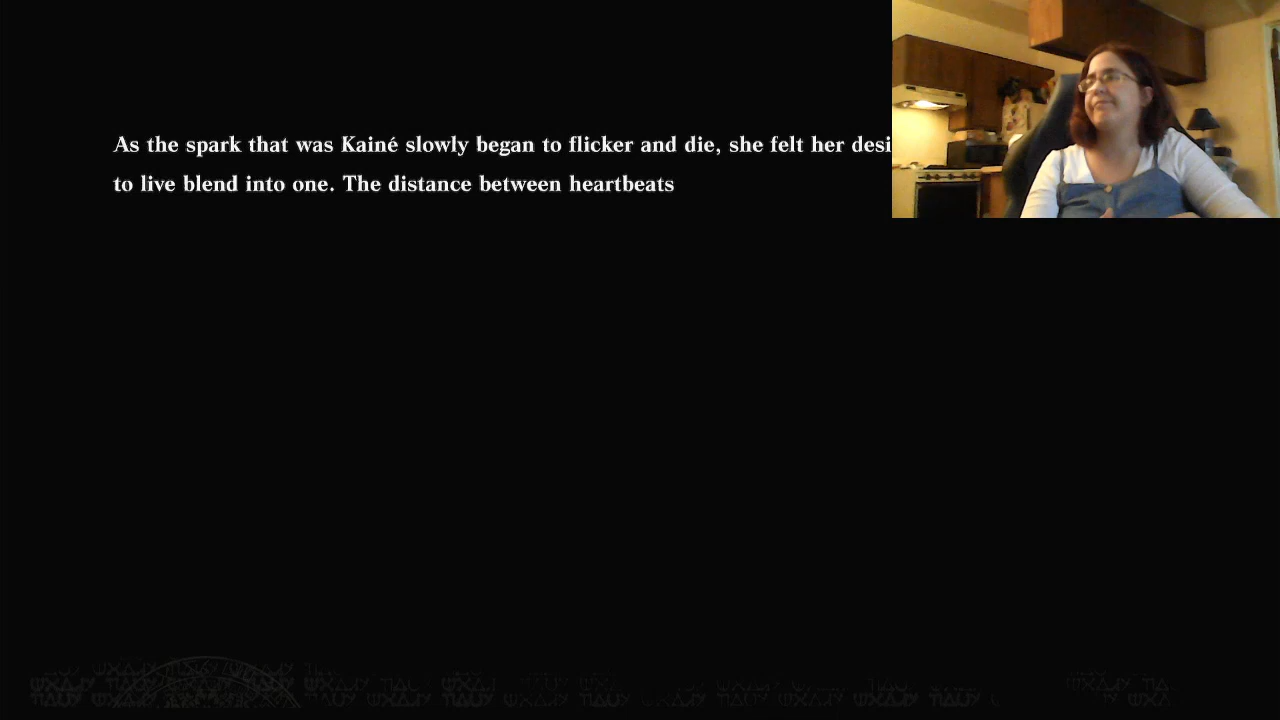 As the spark that was Kainé slowly began to flicker and die, she felt her desi
to live blend into one. The distance between heartbeats